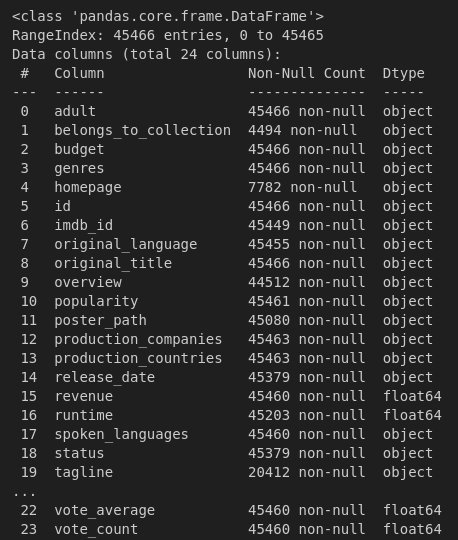 <class 'pandas.core.frame.DataFrame'>
RangeIndex: 45466 entries, 0 to 45465
Data columns (total 24 columns):
 #   Column                 Non-Null Count  Dtype
---  ------                 --------------  -----
 0   adult                  45466 non-null  object
 1   belongs_to_collection  4494 non-null   object
 2   budget                 45466 non-null  object
 3   genres                 45466 non-null  object
 4   homepage               7782 non-null   object
 5   id                     45466 non-null  object
 6   imdb_id                45449 non-null  object
 7   original_language      45455 non-null  object
 8   original_title         45466 non-null  object
 9   overview               44512 non-null  object
 10  popularity             45461 non-null  object
 11  poster_path            45080 non-null  object
 12  production_companies   45463 non-null  object
 13  production_countries   45463 non-null  object
 14  release_date           45379 non-null  object
 15  revenue                45460 non-null  float64
 16  runtime                45203 non-null  float64
 17  spoken_languages       45460 non-null  object
 18  status                 45379 non-null  object
 19  tagline                20412 non-null  object
...
 22  vote_average           45460 non-null  float64
 23  vote_count             45460 non-null  float64